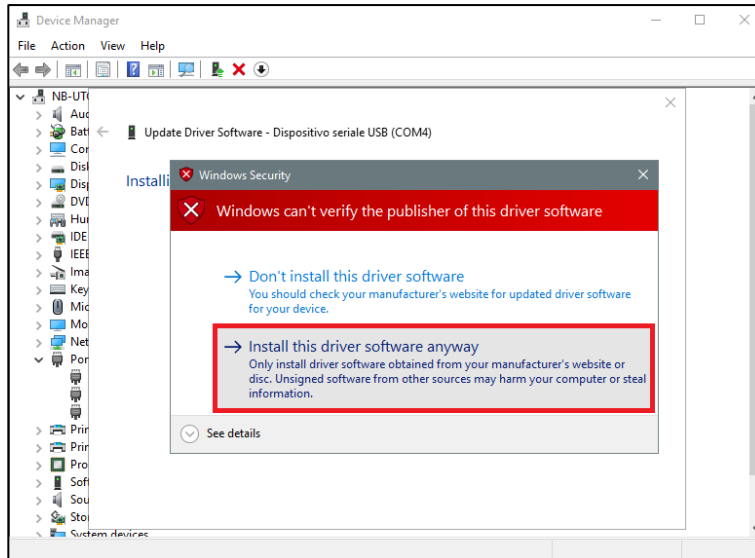 Device Manager
File Action View Help
NB-UT
Aud
Update Driver Software - Dispositivo seriale USB (COM4)
Bat
Cor
Disk
Installi
Windows Security
Disp
DVD
Windows can't verify the publisher of this driver software
Hur
IDE
IEEE
Ima
Don't install this driver software
Key
You should check your manufacturer's website for updated driver software
Mic
for your device.
Mo
Net
Install this driver software anyway
Por
Only install driver software obtained from your manufacturer's website or
disc. Unsigned software from other sources may harm your computer or steal
information.
Prin
See details
Prin
Pro
Soft
Sou
Sto
System devices